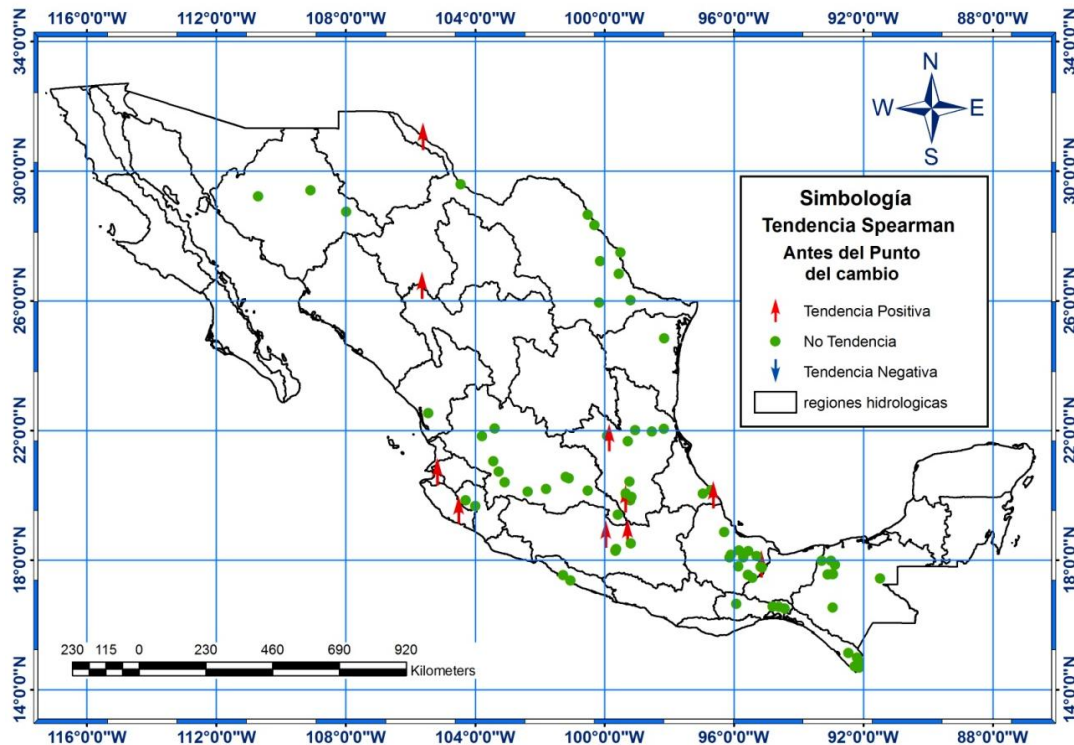 116°0'0"W 112°0'0"W 108°0'0"W 104°0'0"W 100°0'0"W 96°0'0"W 92°0'0"W 88°0'0"W
34°0'0"N 34°0'0"N
N
W E
S
30°0'0"N 30°0'0"N
Simbología
Tendencia Spearman
Antes del Punto
del cambio
Tendencia Positiva
No Tendencia
Tendencia Negativa
regiones hidrologicas
26°0'0"N 26°0'0"N
22°0'0"N 22°0'0"N
18°0'0"N 18°0'0"N
230 115 0 230 460 690 920
Kilometers
14°0'0"N 14°0'0"N
116°0'0"W 112°0'0"W 108°0'0"W 104°0'0"W 100°0'0"W 96°0'0"W 92°0'0"W 88°0'0"W